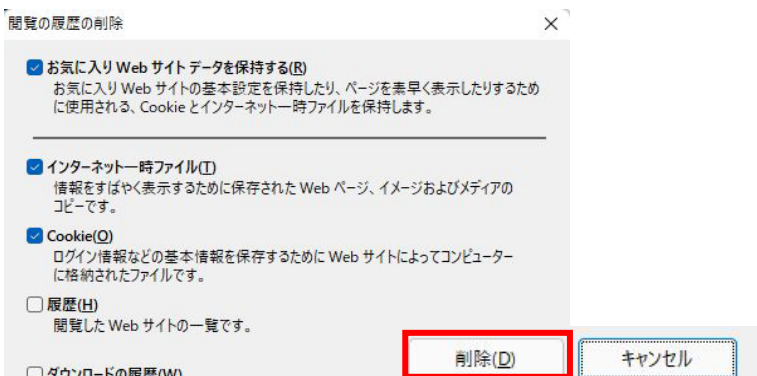 閲覧の履歴の削除
お気に入り Web サイト データを保持する(R)
お気に入り Web サイトの基本設定を保持したり、ページを素早く表示したりするため
に使用される、Cookie とインターネット一時ファイルを保持します。
インターネット一時ファイル(T)
情報をすばやく表示するために保存された Web ページ、イメージおよびメディアの
コピーです。
Cookie(O)
ログイン情報などの基本情報を保存するために Web サイトによってコンピューター
に格納されたファイルです。
履歴(H)
閲覧した Web サイトの一覧です。
削除(D) キャンセル
ダウンロードの履歴(W)